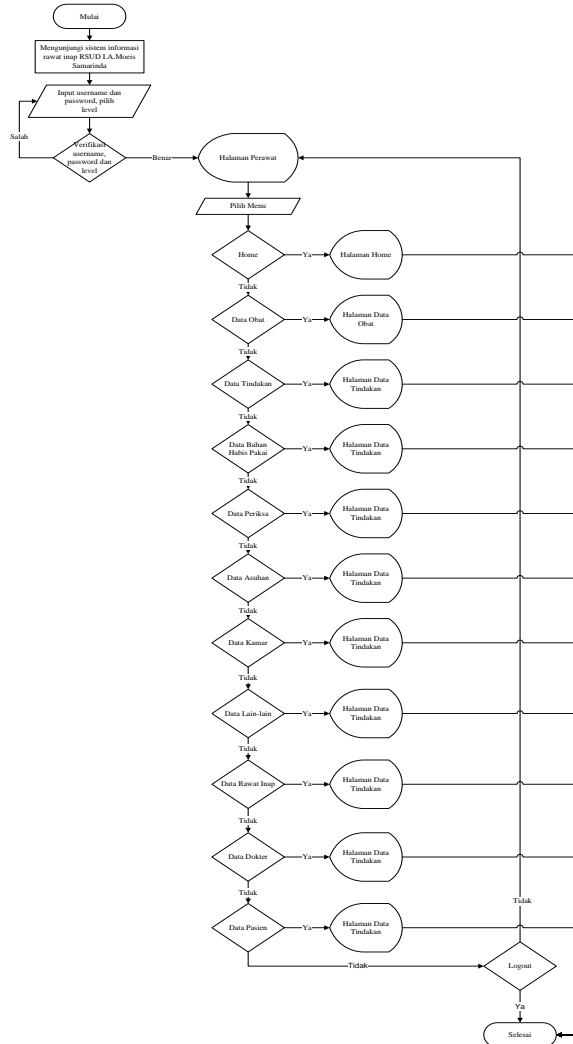 Mulai
Mengunjungi sistem informasi
rawat inap RSUD I.A.Moeis
Samarinda
Input username dan
password, pilih
level
Salah
Verifikasi
username,
password dan
level
Benar
Halaman Perawat
Pilih Menu
Home
Ya
Halaman Home
Tidak
Data Obat
Ya
Halaman Data
Obat
Tidak
Data Tindakan
Ya
Halaman Data
Tindakan
Tidak
Data Bahan
Habis Pakai
Ya
Halaman Data
Tindakan
Tidak
Data Periksa
Ya
Halaman Data
Tindakan
Tidak
Data Asuhan
Ya
Halaman Data
Tindakan
Tidak
Data Kamar
Ya
Halaman Data
Tindakan
Tidak
Data Lain-lain
Ya
Halaman Data
Tindakan
Tidak
Data Rawat Inap
Ya
Halaman Data
Tindakan
Tidak
Data Dokter
Ya
Halaman Data
Tindakan
Tidak
Data Pasien
Ya
Halaman Data
Tindakan
Tidak
Tidak
Logout
Ya
Selesai